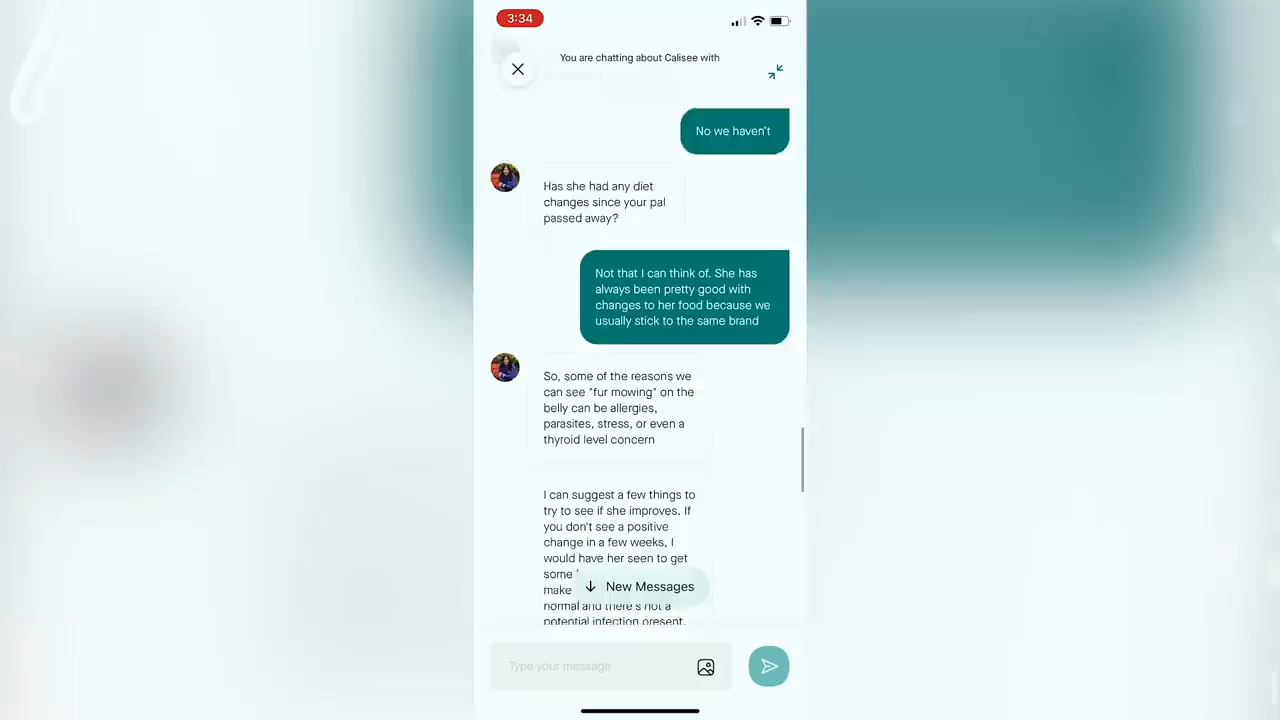 3:34
You are chatting about Calisee with
No we haven't
Has she had any diet
changes since your pal
passed away?
Not that I can think of. She has
always been pretty good with
changes to her food because we
usually stick to the same brand
So, some of the reasons we
can see "fur mowing" on the
belly can be allergies,
parasites, stress, or even a
thyroid level concern
I can suggest a few things to
try to see if she improves. If
you don't see a positive
change in a few weeks, I
would have her seen to get
some
make
New Messages
normal and there's not a
potential infection present.
Type your message